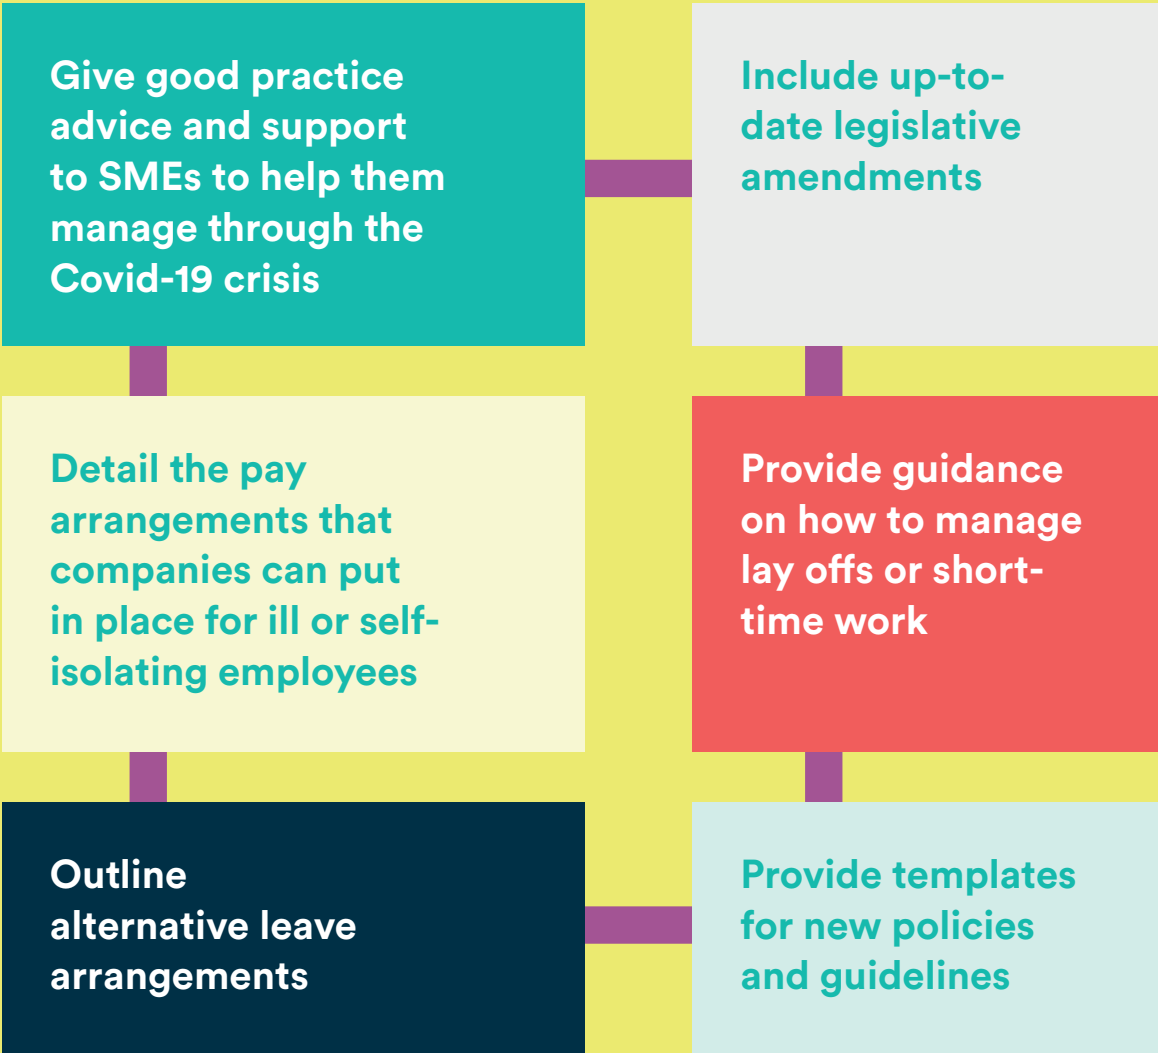 Give good practice
advice and support
to SMEs to help them
manage through the
Covid-19 crisis
Include up-to-
date legislative
amendments
Detail the pay
arrangements that
companies can put
in place for ill or self-
isolating employees
Provide guidance
on how to manage
lay offs or short-
time work
Outline
alternative leave
arrangements
Provide templates
for new policies
and guidelines